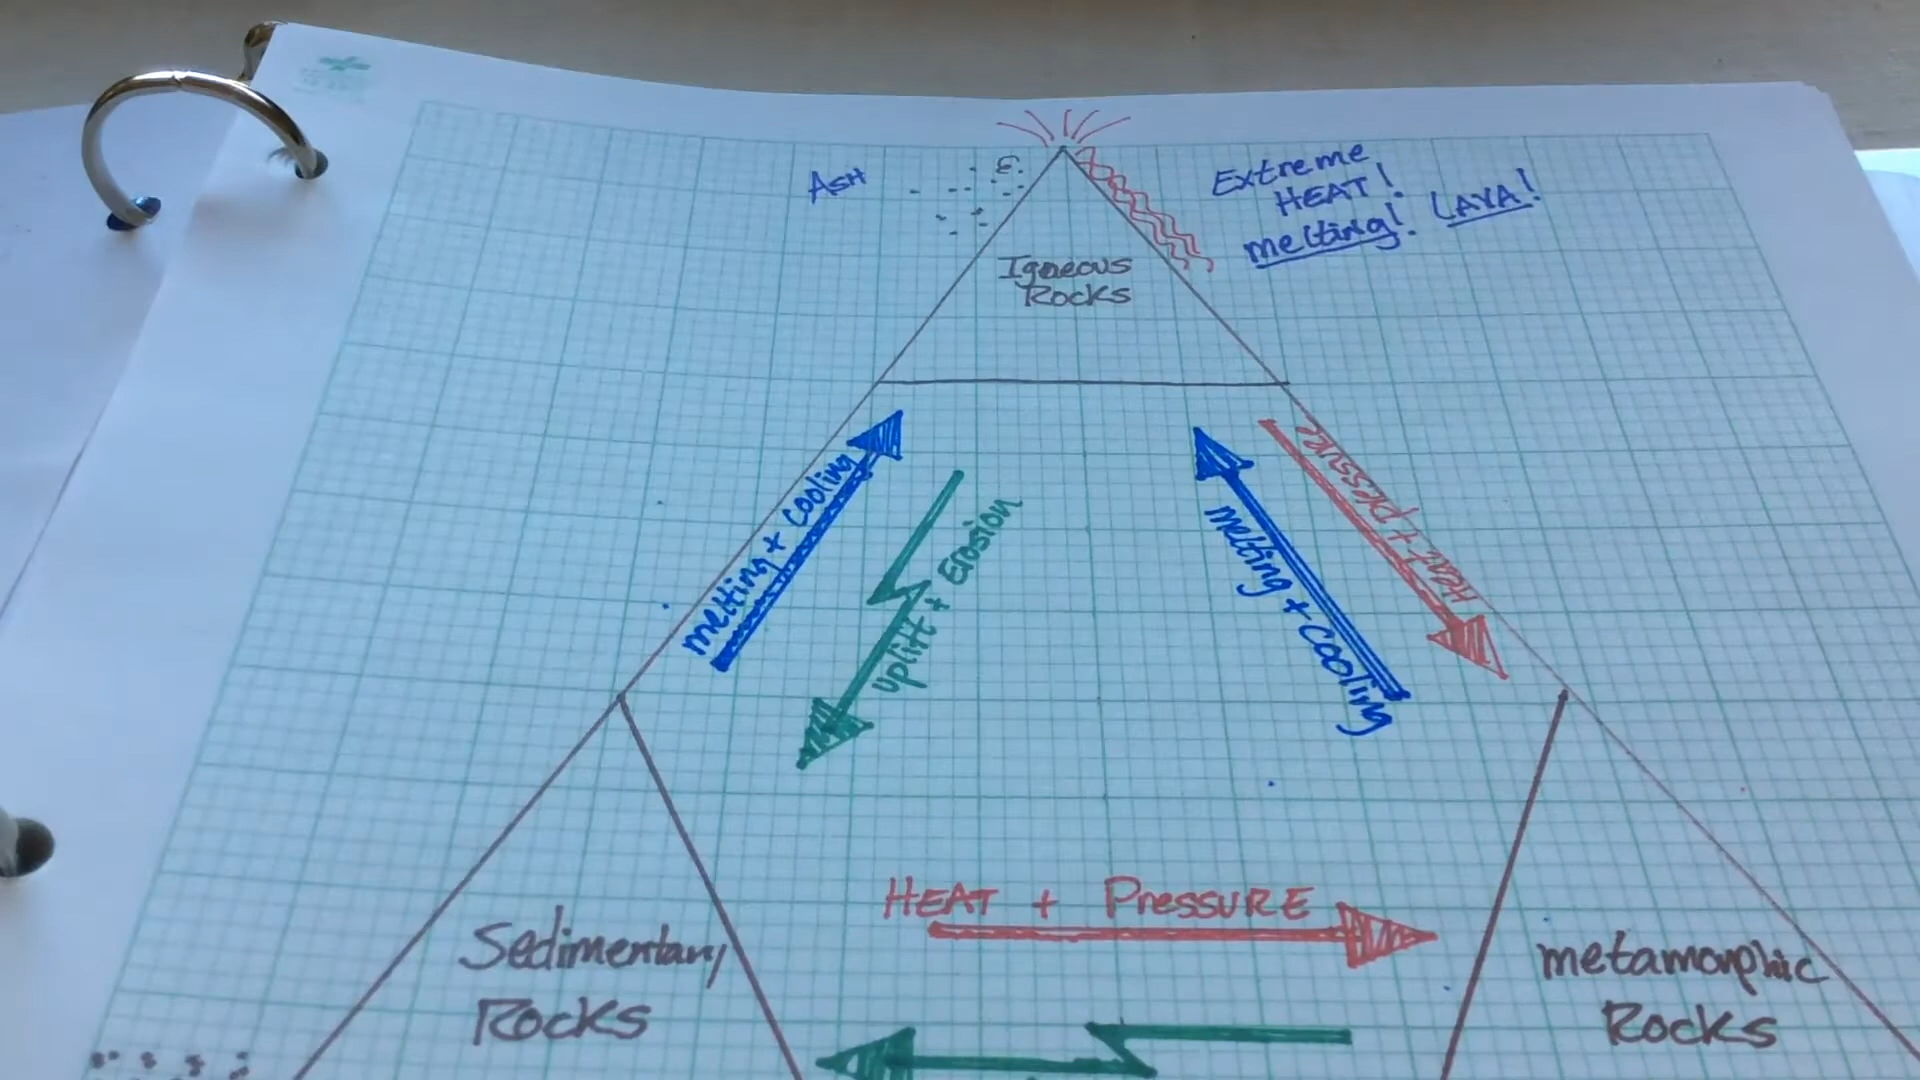 ASH
Extreme
HEAT!
melting! LAVA!
Igneous
Rocks
melting + cooling
uplift + Erosion
melting + cooling
Heat + pressure
HEAT + PressURE
Sedimentary
Rocks
metamorphic
Rocks